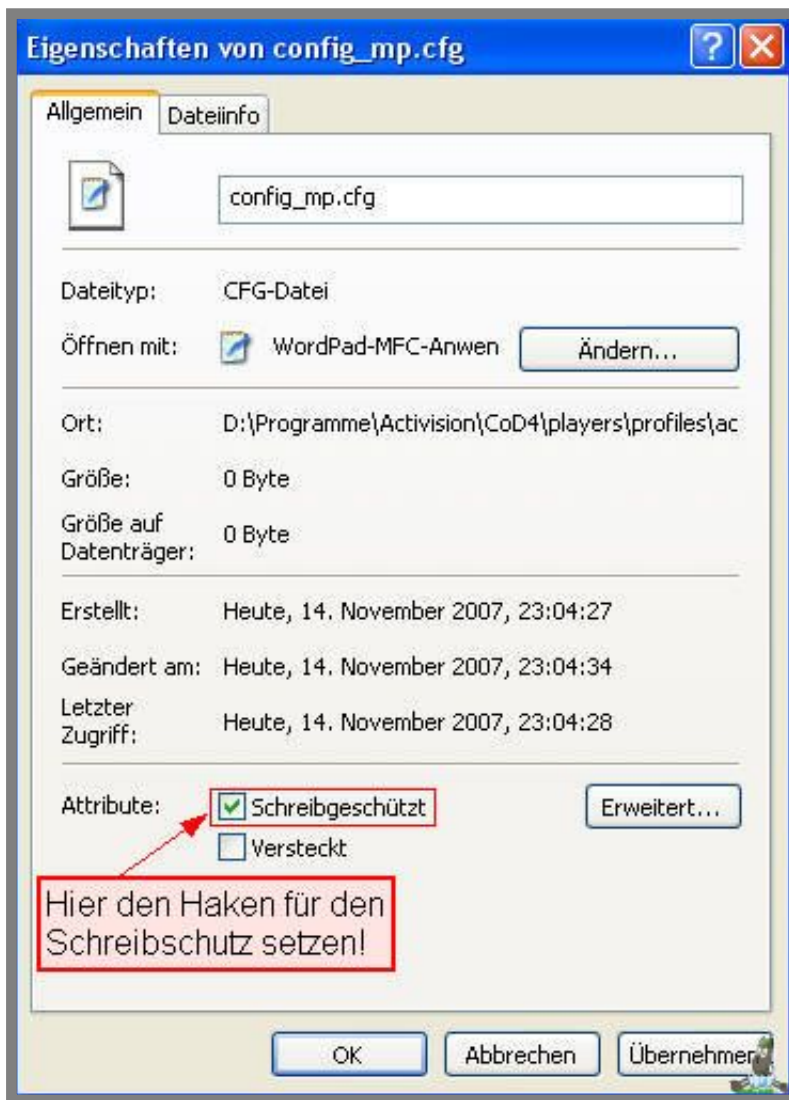 Eigenschaften von config_mp.cfg
Allgemein
Dateiinfo
config_mp.cfg
Dateityp: CFG-Datei
Öffnen mit: WordPad-MFC-Anwen Ändern...
Ort: D:\Programme\Activision\CoD4\players\profiles\ac
Größe: 0 Byte
Größe auf
Datenträger: 0 Byte
Erstellt: Heute, 14. November 2007, 23:04:27
Geändert am: Heute, 14. November 2007, 23:04:34
Letzter
Zugriff: Heute, 14. November 2007, 23:04:28
Attribute: Schreibgeschützt Erweitert...
Versteckt
Hier den Haken für den
Schreibschutz setzen!
OK Abbrechen Übernehmen